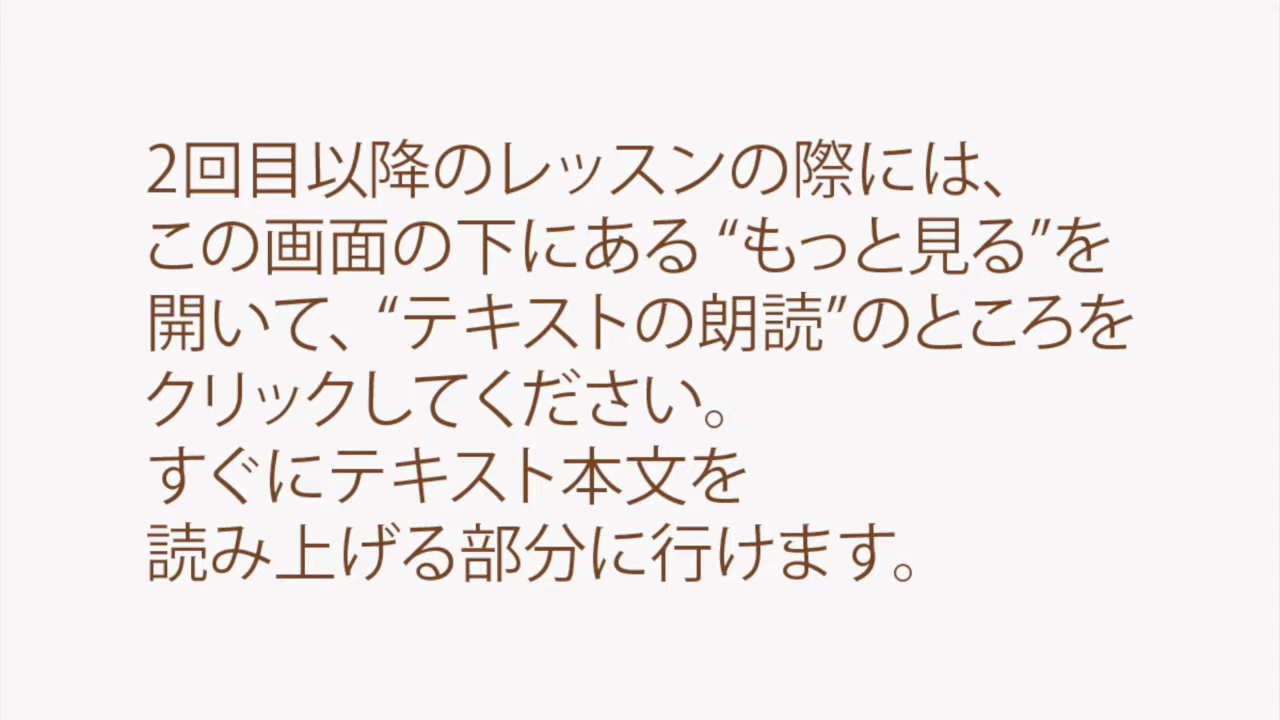 2回目以降のレッスンの際には、
この画面の下にある “もっと見る”を
開いて、“テキストの朗読”のところを
クリックしてください。
すぐにテキスト本文を
読み上げる部分に行けます。